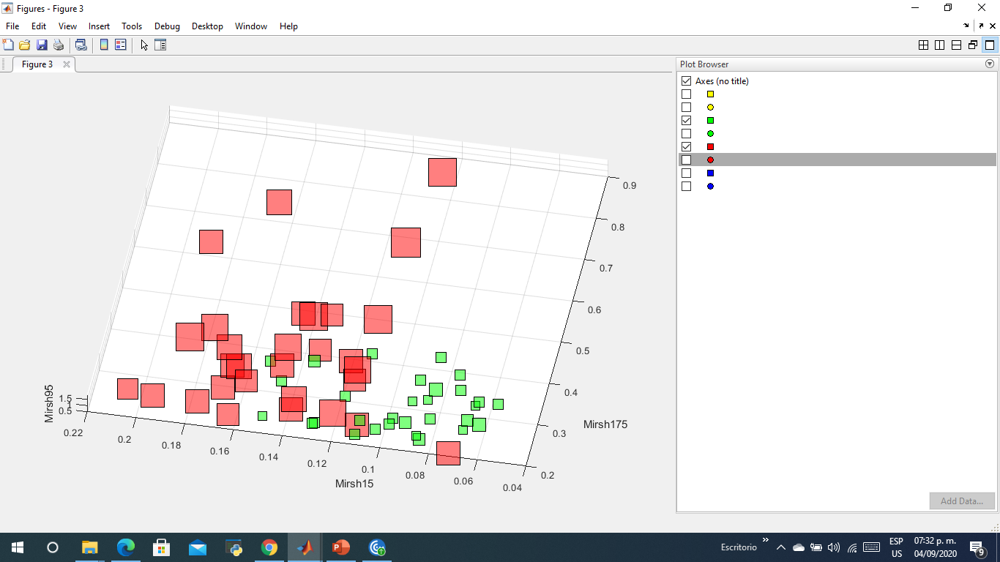 Figures - Figure 3
File Edit View Insert Tools Debug Desktop Window Help
Figure 3
Plot Browser
Axes (no title)
0.9
0.8
0.7
0.6
0.5
0.4
0.3
0.2
Mirsh175
Mirsh95
1.5
1
0.5
0.22
0.2
0.18
0.16
0.14
0.12
0.1
0.08
0.06
0.04
Mirsh15
Add Data...
Escritorio
ESP
US
07:32 p. m.
04/09/2020
9